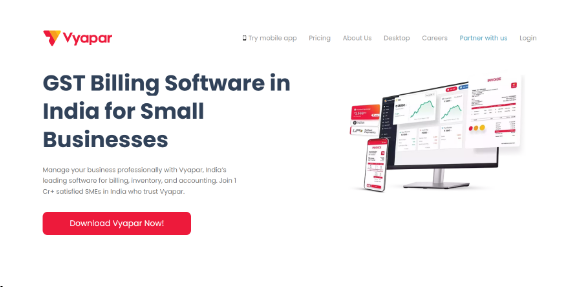 Vyapar
Try mobile app Pricing About Us Desktop Careers Partner with us Login
GST Billing Software in
India for Small
Businesses
Manage your business professionally with Vyapar, India's
leading software for billing, inventory, and accounting. Join 1
Cr+ satisfied SMEs in India who trust Vyapar.
Download Vyapar Now!